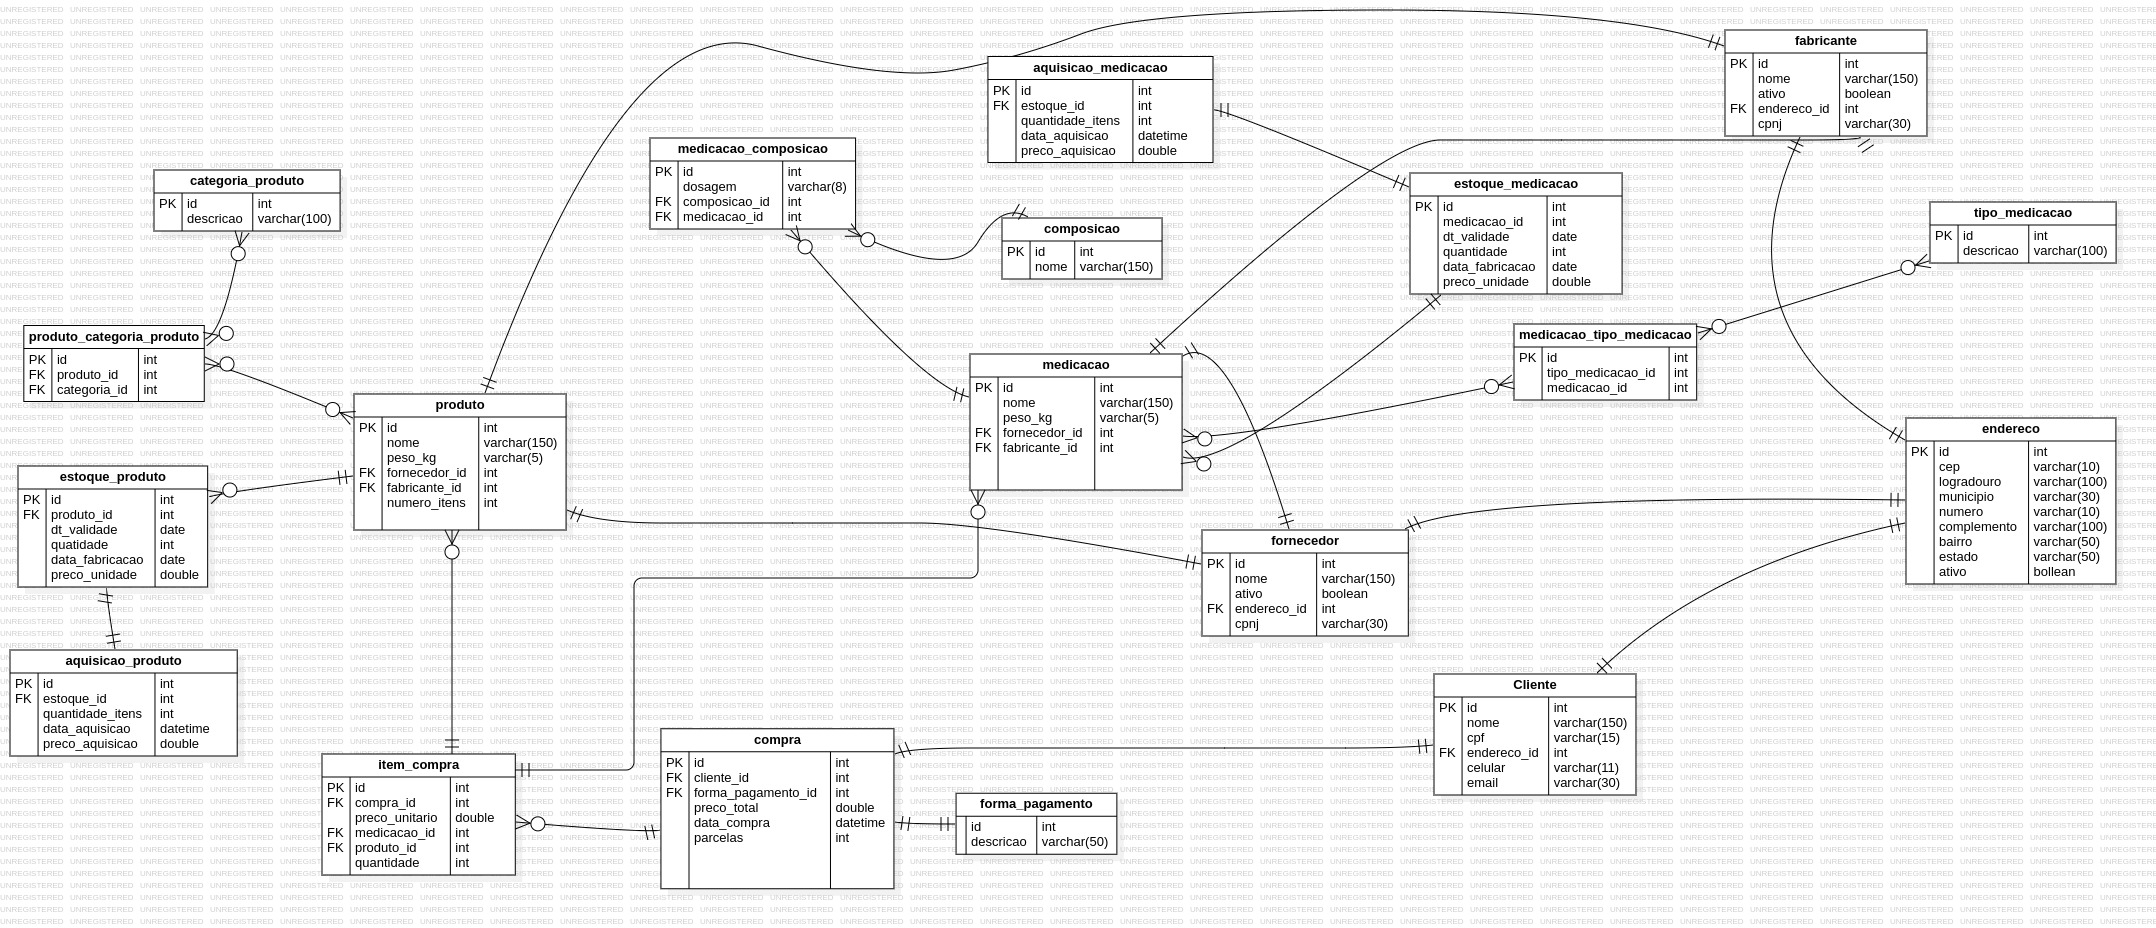 fabricante
PK id int
nome varchar(150)
ativo boolean
FK endereco_id int
cpnj varchar(30)
aquisicao_medicacao
PK id int
FK estoque_id int
quantidade_itens int
data_aquisicao datetime
preco_aquisicao double
medicacao_composicao
PK id int
dosagem varchar(8)
FK composicao_id int
FK medicacao_id int
categoria_produto
PK id int
descricao varchar(100)
estoque_medicacao
PK id int
medicacao_id int
dt_validade date
quantidade int
data_fabricacao date
preco_unidade double
tipo_medicacao
PK id int
descricao varchar(100)
composicao
PK id int
nome varchar(150)
produto_categoria_produto
PK id int
FK produto_id int
FK categoria_id int
medicacao_tipo_medicacao
PK id int
tipo_medicacao_id int
medicacao_id int
medicacao
PK id int
nome varchar(150)
peso_kg varchar(5)
FK fornecedor_id int
FK fabricante_id int
produto
PK id int
nome varchar(150)
peso_kg varchar(5)
FK fornecedor_id int
FK fabricante_id int
numero_itens int
endereco
PK id int
cep varchar(10)
logradouro varchar(100)
municipio varchar(30)
numero varchar(10)
complemento varchar(100)
bairro varchar(50)
estado varchar(50)
ativo bollean
estoque_produto
PK id int
FK produto_id int
dt_validade date
quatidade int
data_fabricacao date
preco_unidade double
fornecedor
PK id int
nome varchar(150)
ativo boolean
FK endereco_id int
cpnj varchar(30)
aquisicao_produto
PK id int
FK estoque_id int
quantidade_itens int
data_aquisicao datetime
preco_aquisicao double
Cliente
PK id int
nome varchar(150)
cpf varchar(15)
FK endereco_id int
celular varchar(11)
email varchar(30)
compra
PK id int
FK cliente_id int
FK forma_pagamento_id int
preco_total double
data_compra datetime
parcelas int
item_compra
PK id int
FK compra_id int
preco_unitario double
FK medicacao_id int
FK produto_id int
quantidade int
forma_pagamento
id int
descricao varchar(50)
UNREGISTERED